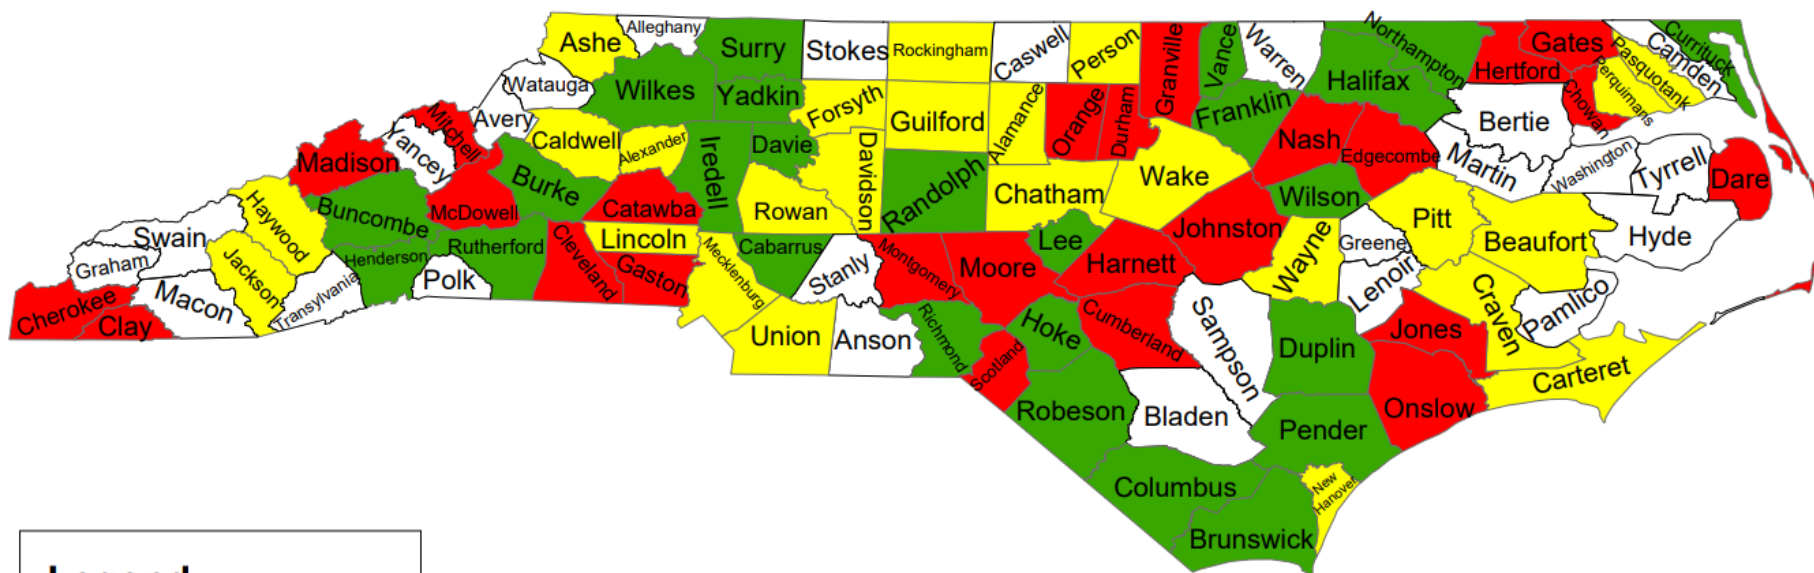 Ashe
Alleghany
Surry
Stokes
Rockingham
Caswell
Person
Granville
Vance
Warren
Northampton
Halifax
Hertford
Gates
Pasquotank
Camden
Currituck
Perquimans
Chowan
Bertie
Watauga
Wilkes
Yadkin
Forsyth
Guilford
Alamance
Orange
Durham
Franklin
Nash
Edgecombe
Martin
Washington
Tyrrell
Dare
Mitchell
Avery
Yancey
Madison
Caldwell
Alexander
Iredell
Davie
Davidson
Randolph
Chatham
Wake
Wilson
Pitt
Beaufort
Hyde
Haywood
Buncombe
McDowell
Burke
Catawba
Rowan
Lincoln
Swain
Graham
Jackson
Henderson
Rutherford
Cleveland
Gaston
Mecklenburg
Cabarrus
Stanly
Montgomery
Moore
Lee
Harnett
Johnston
Wayne
Greene
Lenoir
Craven
Pamlico
Cherokee
Clay
Macon
Transylvania
Polk
Union
Anson
Richmond
Scotland
Hoke
Cumberland
Sampson
Duplin
Jones
Onslow
Carteret
Robeson
Bladen
Pender
Columbus
Brunswick
New
Hanover